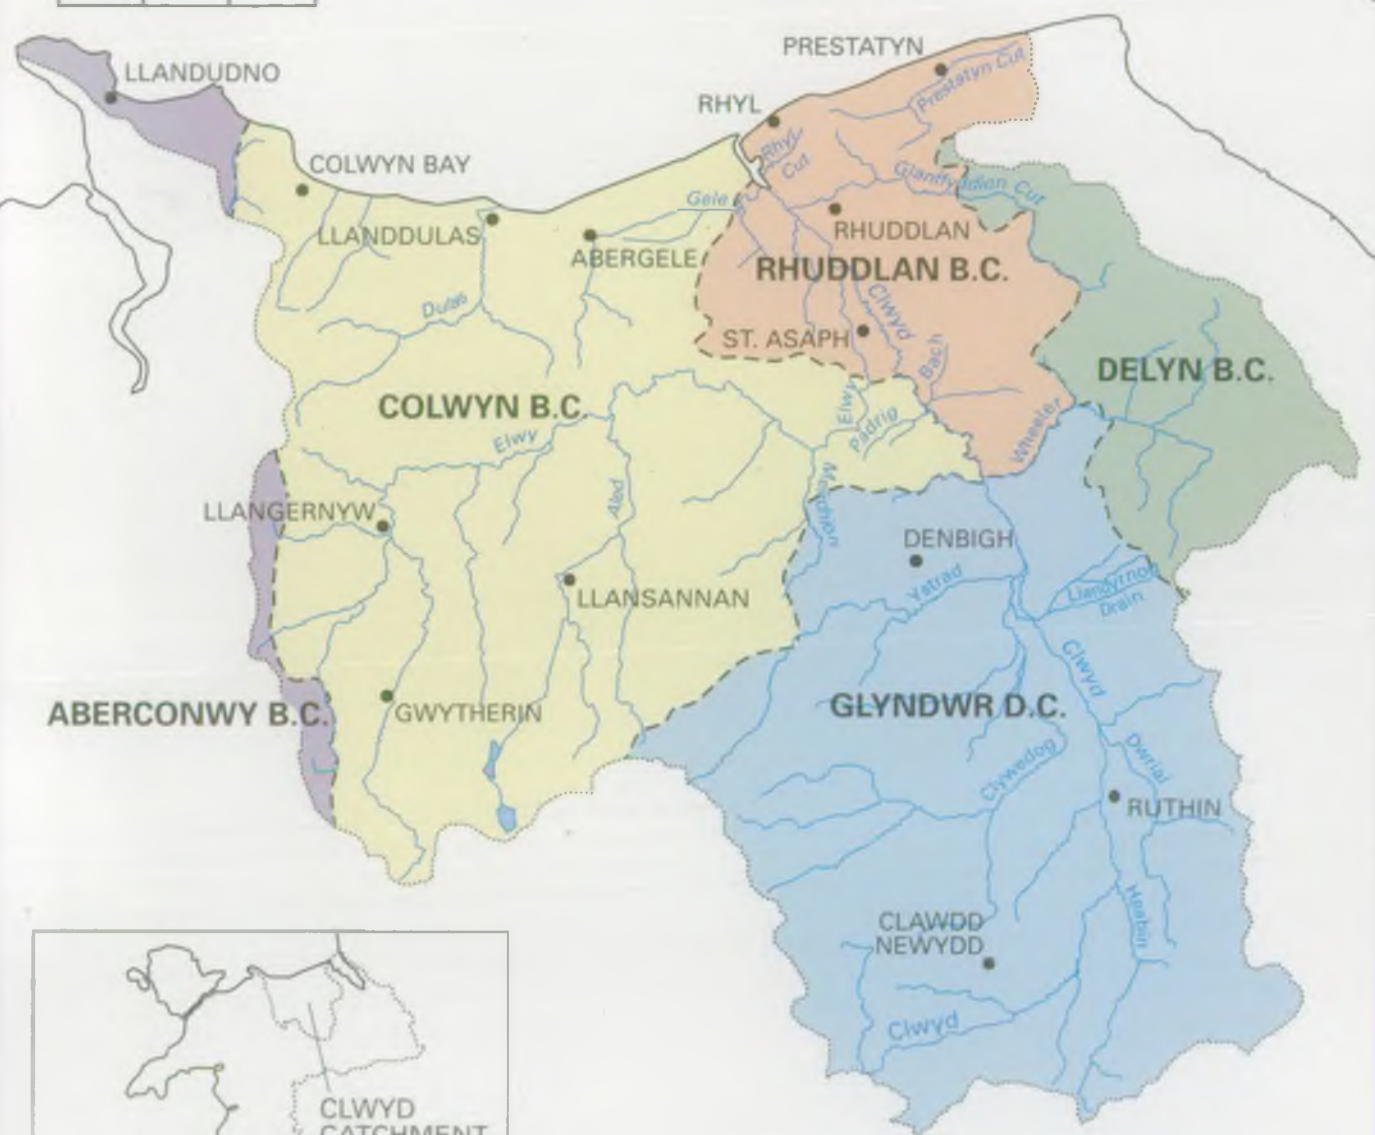 PRESTATYN
LLANDUDNO
Prestatyn Cut
RHYL
Rhyl
Cut
COLWYN BAY
Glanffyddion Cut
Gele
LLANDDULAS
RHUDDLAN
ABERGELE
RHUDDLAN B.C.
Dulas
Clwyd
ST. ASAPH
Bach
DELYN B.C.
COLWYN B.C.
Elwy
Elwy
Padrig
Wheeler
Aled
Meirchion
LLANGERNYW
DENBIGH
Ystrad
Llandyrnog
Drain
LLANSANNAN
Clwyd
ABERCONWY B.C.
GWYTHERIN
GLYNDWR D.C.
Clywedog
Dwrial
RUTHIN
Hesbin
CLAWDD
NEWYDD
Clwyd
CLWYD
CATCHMENT